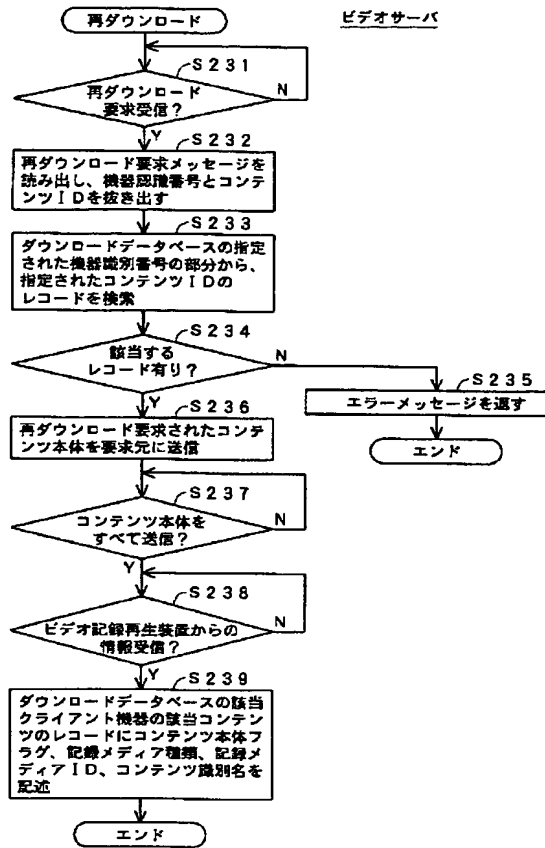 再ダウンロード
ビデオサーバ
S231
再ダウンロード
要求受信?
N
Y
S232
再ダウンロード要求メッセージを
読み出し、機器認識番号とコンテ
ンツIDを抜き出す
S233
ダウンロードデータベースの指定
された機器識別番号の部分から、
指定されたコンテンツIDの
レコードを検索
S234
該当する
レコード有り?
N
Y
S235
エラーメッセージを返す
エンド
S236
再ダウンロード要求されたコンテ
ンツ本体を要求元に送信
S237
コンテンツ本体を
すべて送信?
N
Y
S238
ビデオ記録再生装置からの
情報受信?
N
Y
S239
ダウンロードデータベースの該当
クライアント機器の該当コンテン
ツのレコードにコンテンツ本体フ
ラグ、記録メディア種類、記録メ
ディアID、コンテンツ識別名を
記述
エンド